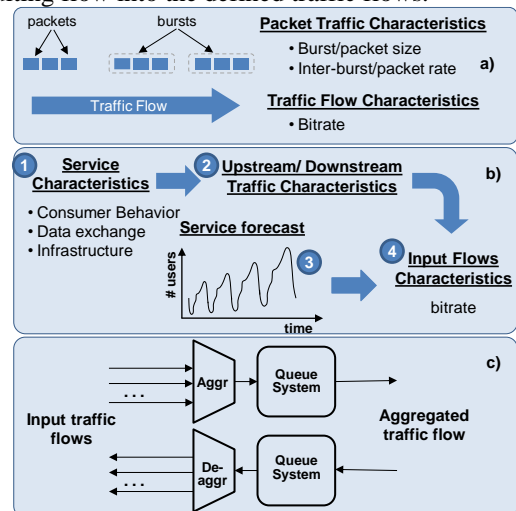 packets
bursts
Packet Traffic Characteristics
• Burst/packet size
• Inter-burst/packet rate
a)
Traffic Flow
Traffic Flow Characteristics
• Bitrate
1
Service
Characteristics
• Consumer Behavior
• Data exchange
• Infrastructure
2
Upstream/ Downstream
Traffic Characteristics
b)
Service forecast
# users
time
3
4
Input Flows
Characteristics
bitrate
c)
Aggr
Queue
System
. . .
Input traffic
flows
Aggregated
traffic flow
De-
aggr
Queue
System
. . .